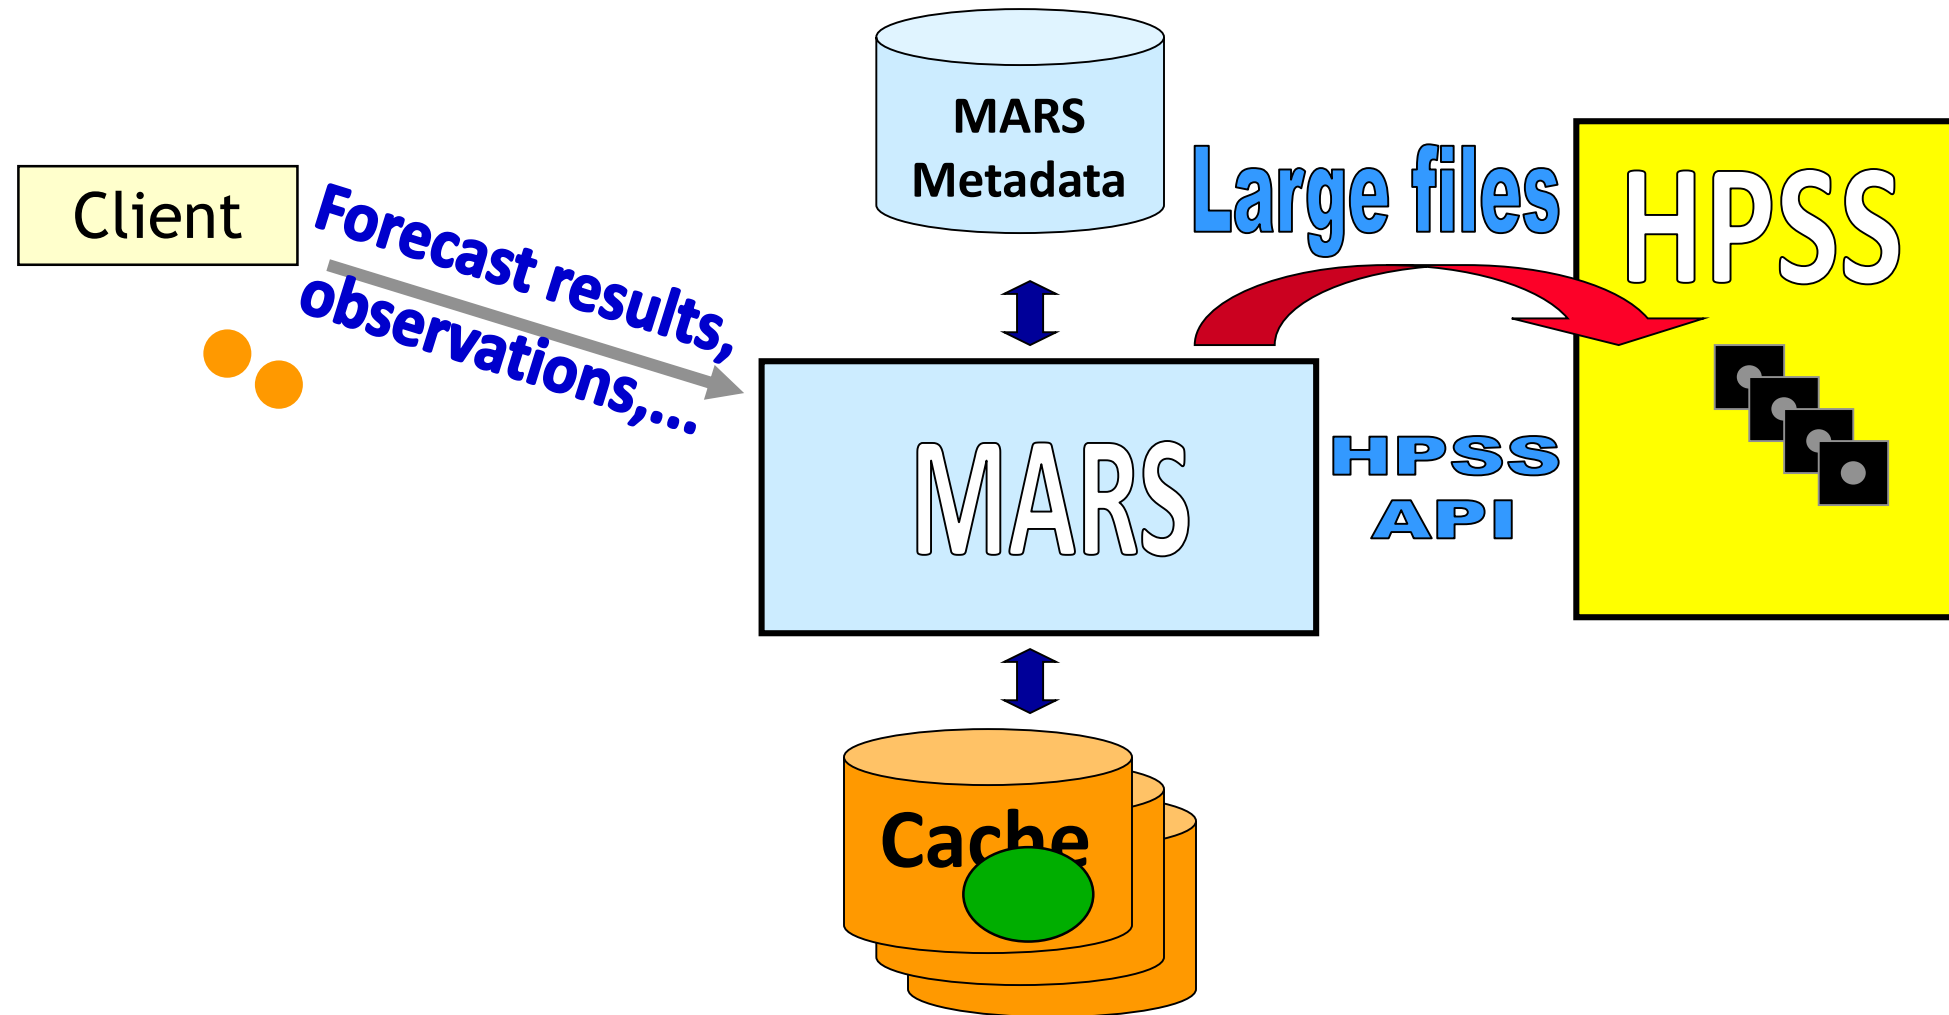 MARS
Metadata
Client
Forecast results,
observations,...
Large files
HPSS
MARS
HPSS
API
Cache